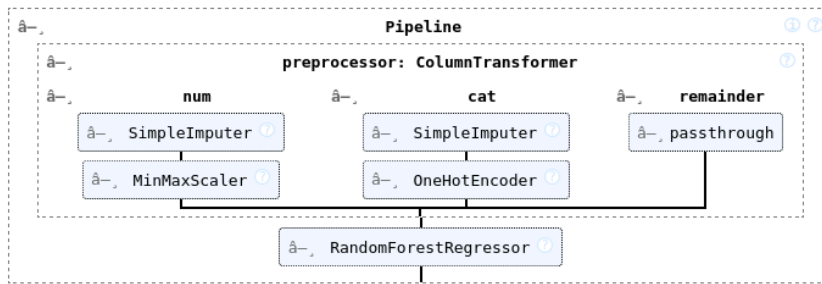 â–¸ Pipeline ⓘ ?
â–¸ preprocessor: ColumnTransformer ?
â–¸ num â–¸ cat â–¸ remainder
â–¸ SimpleImputer ? â–¸ SimpleImputer ? â–¸ passthrough
â–¸ MinMaxScaler ? â–¸ OneHotEncoder ?
â–¸ RandomForestRegressor ?